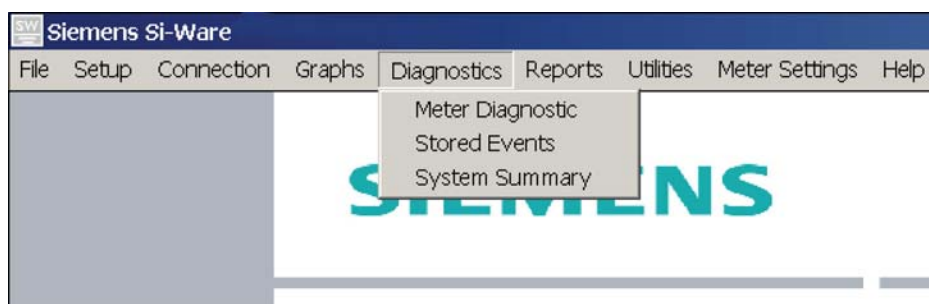 SW Siemens Si-Ware
File Setup Connection Graphs Diagnostics Reports Utilities Meter Settings Help
Meter Diagnostic
Stored Events
System Summary
SIEMENS